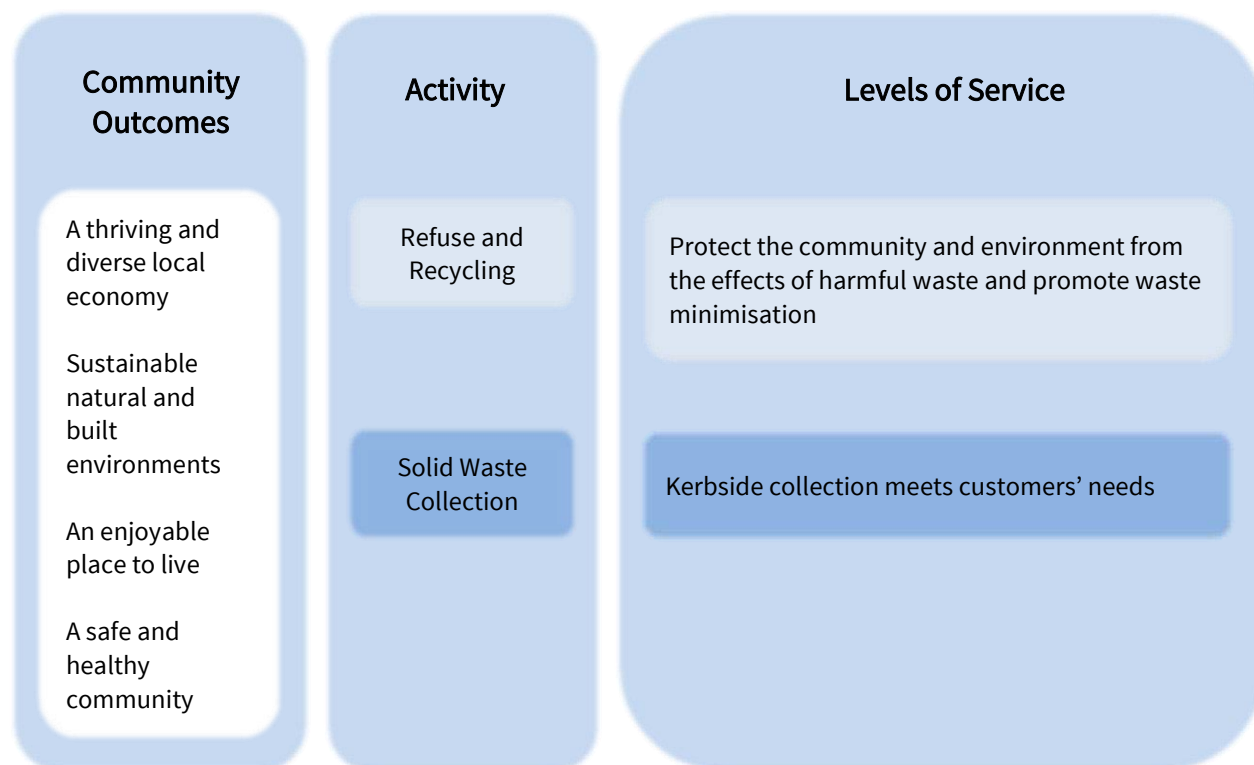 Community
Outcomes
A thriving and
diverse local
economy
Sustainable
natural and
built
environments
An enjoyable
place to live
A safe and
healthy
community
Activity
Refuse and
Recycling
Solid Waste
Collection
Levels of Service
Protect the community and environment from
the effects of harmful waste and promote waste
minimisation
Kerbside collection meets customers’ needs